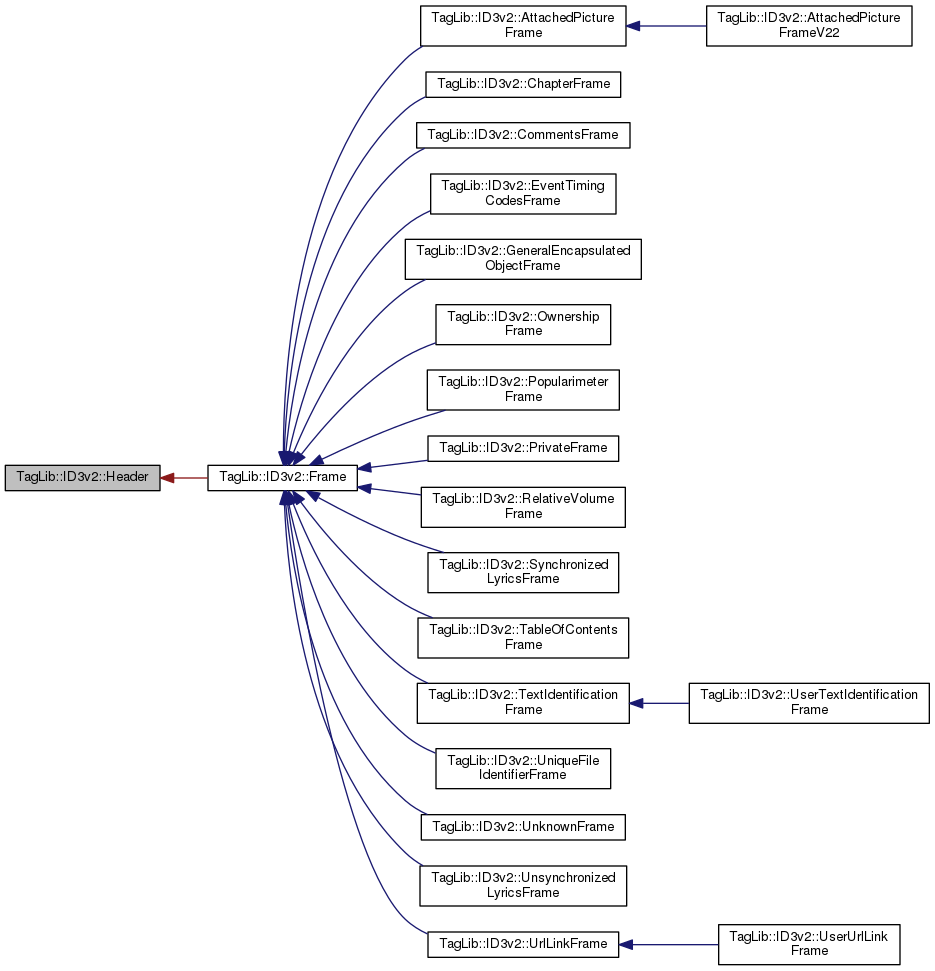 TagLib::ID3v2::Header
TagLib::ID3v2::Frame
TagLib::ID3v2::AttachedPicture
Frame
TagLib::ID3v2::AttachedPicture
FrameV22
TagLib::ID3v2::ChapterFrame
TagLib::ID3v2::CommentsFrame
TagLib::ID3v2::EventTiming
CodesFrame
TagLib::ID3v2::GeneralEncapsulated
ObjectFrame
TagLib::ID3v2::Ownership
Frame
TagLib::ID3v2::Popularimeter
Frame
TagLib::ID3v2::PrivateFrame
TagLib::ID3v2::RelativeVolume
Frame
TagLib::ID3v2::Synchronized
LyricsFrame
TagLib::ID3v2::TableOfContents
Frame
TagLib::ID3v2::TextIdentification
Frame
TagLib::ID3v2::UserTextIdentification
Frame
TagLib::ID3v2::UniqueFile
IdentifierFrame
TagLib::ID3v2::UnknownFrame
TagLib::ID3v2::Unsynchronized
LyricsFrame
TagLib::ID3v2::UrlLinkFrame
TagLib::ID3v2::UserUrlLink
Frame